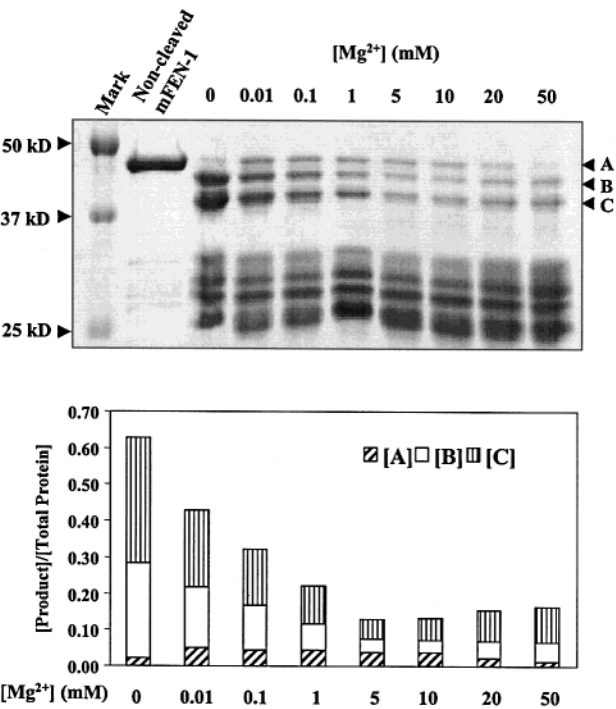 Mark
Non-cleaved
mFEN-1
[Mg²⁺] (mM)
0 0.01 0.1 1 5 10 20 50
50 kD
37 kD
25 kD
A
B
C
0.70
0.60
0.50
0.40
0.30
0.20
0.10
0.00
[Product]/[Total Protein]
[A] [B] [C]
[Mg²⁺] (mM) 0 0.01 0.1 1 5 10 20 50